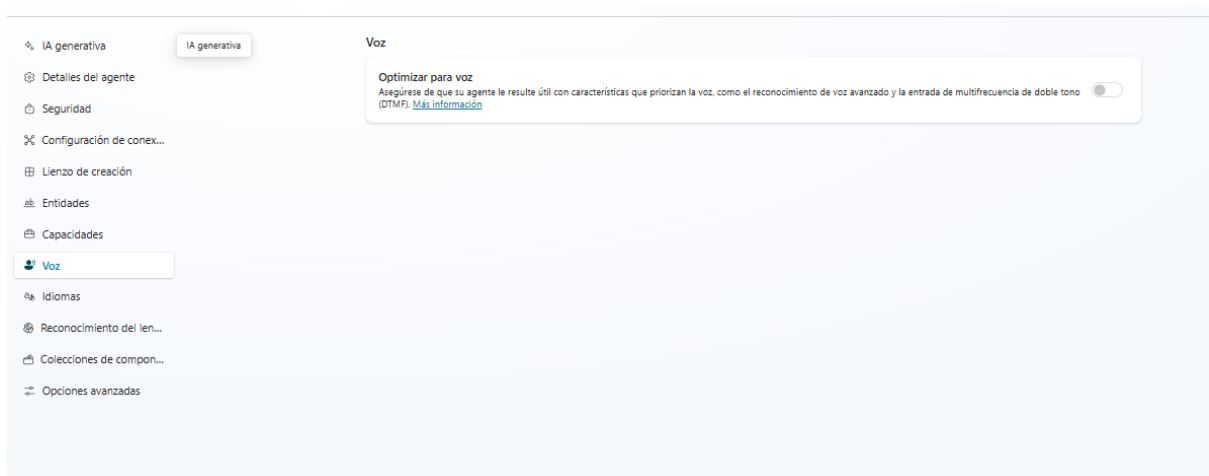 IA generativa
IA generativa
Detalles del agente
Seguridad
Configuración de conex...
Lienzo de creación
Entidades
Capacidades
Voz
Idiomas
Reconocimiento del len...
Colecciones de compon...
Opciones avanzadas
Voz
Optimizar para voz
Asegúrese de que su agente le resulte útil con características que priorizan la voz, como el reconocimiento de voz avanzado y la entrada de multifrecuencia de doble tono
(DTMF). Más información